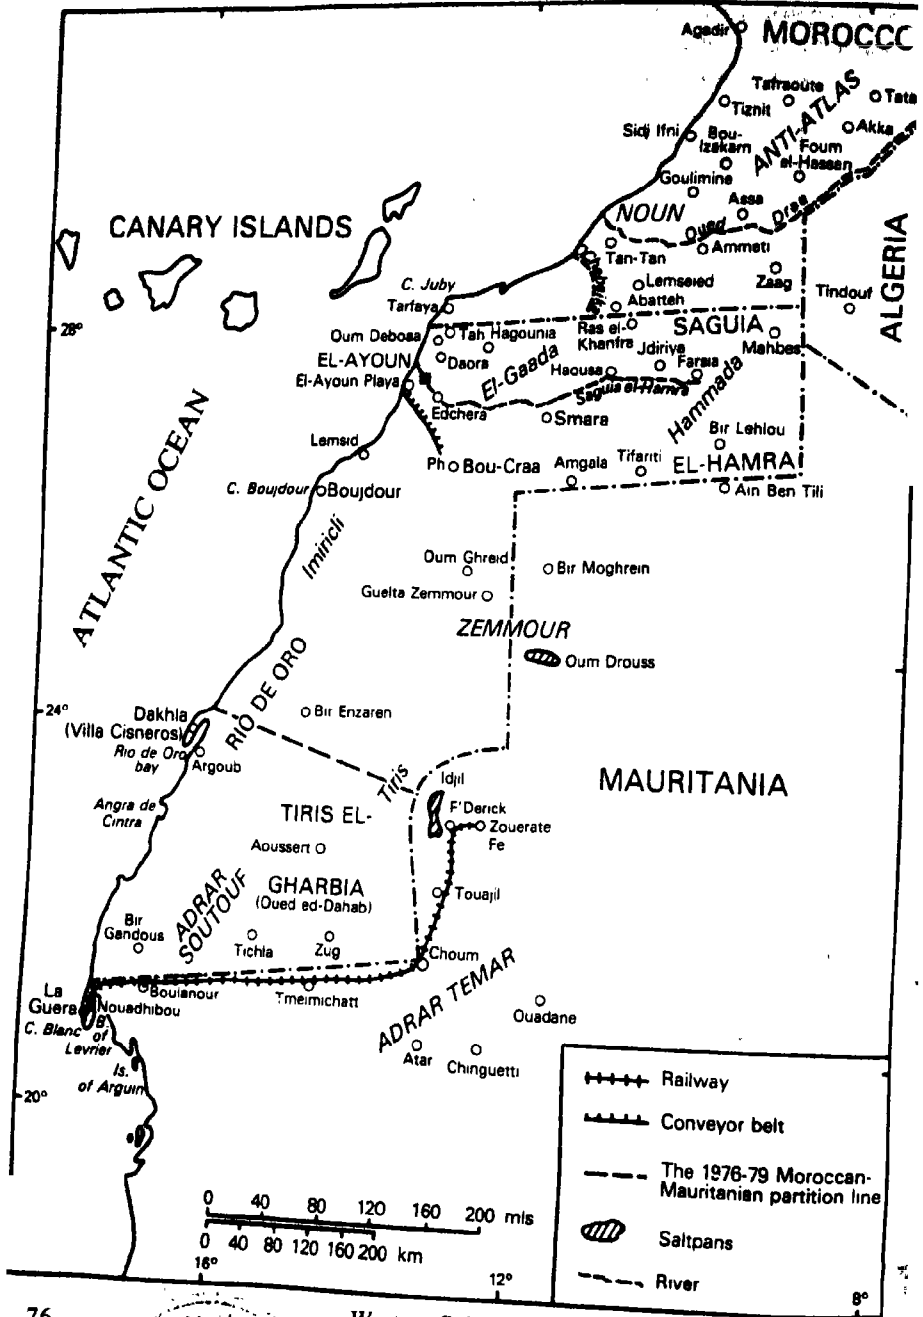 Agadir
MOROCCO
Tafraoute
Tata
Tiznit
ANTI-ATLAS
Sidi Ifni
Bou-
Izakarn
Akka
Foum
el-Hassan
Goulimine
Assa
NOUN
Oued Draa
CANARY ISLANDS
Tan-Tan
Ammeti
ALGERIA
Lemseied
Zaag
Tindouf
C. Juby
Tarfaya
Abatteh
28°
Oum Deboaa
Tah
Hagounia
Ras el-
Khanfra
SAGUIA
Mahbes
EL-AYOUN
Daora
El-Gaada
Jdiriya
Farsia
Haousa
El-Ayoun Playa
Saguia el-Hamra
Hammada
Edchera
Smara
ATLANTIC OCEAN
Lemsid
Bir Lehlou
Ph
Bou-Craa
Amgala
Tifariti
EL-HAMRA
C. Boujdour
Boujdour
Ain Ben Tili
Imiricli
Oum Ghreid
Bir Moghrein
Guelta Zemmour
ZEMMOUR
Oum Drouss
RIO DE ORO
24°
Dakhla
(Villa Cisneros)
Bir Enzaren
Rio de Oro
bay
Argoub
Tiris
Idjil
MAURITANIA
Angra de
Cintra
TIRIS EL-
F'Derick
Zouerate
Fe
Aoussert
GHARBIA
(Oued ed-Dahab)
Touajil
ADRAR
SOUTOUF
Bir
Gandous
Tichla
Zug
Choum
La
Guera
Nouadhibou
Boulanour
Tmeimichatt
ADRAR TEMAR
C. Blanc
B.
of
Levrier
Ouadane
Is.
of Arguin
Atar
Chinguetti
20°
Railway
Conveyor belt
The 1976-79 Moroccan-
Mauritanian partition line
Saltpans
River
0 40 80 120 160 200 mls
0 40 80 120 160 200 km
16°
12°
8°
76